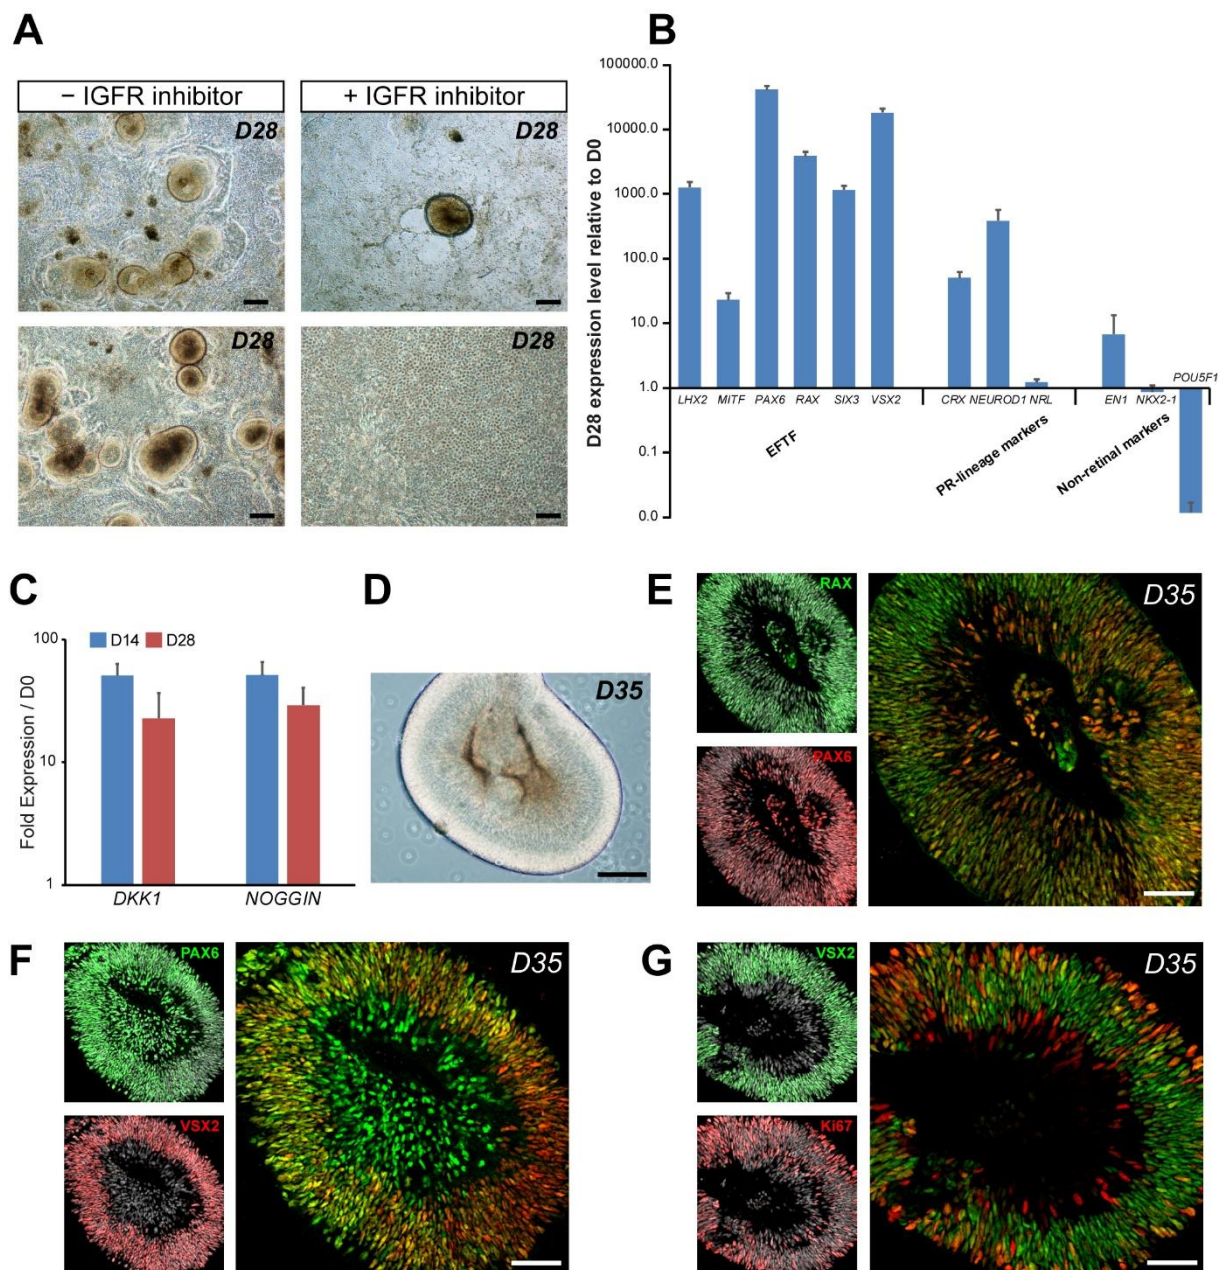 A
– IGFR inhibitor
+ IGFR inhibitor
D28
D28
D28
D28
B
D28 expression level relative to D0
100000.0
10000.0
1000.0
100.0
10.0
1.0
0.1
0.0
POU5F1
LHX2 MITF PAX6 RAX SIX3 VSX2 CRX NEUROD1 NRL EN1 NKX2-1
EFTF
PR-lineage markers
Non-retinal markers
C
Fold Expression / D0
D14 D28
100
10
1
DKK1 NOGGIN
D
D35
E
RAX
PAX6
D35
F
PAX6
VSX2
D35
G
VSX2
Ki67
D35